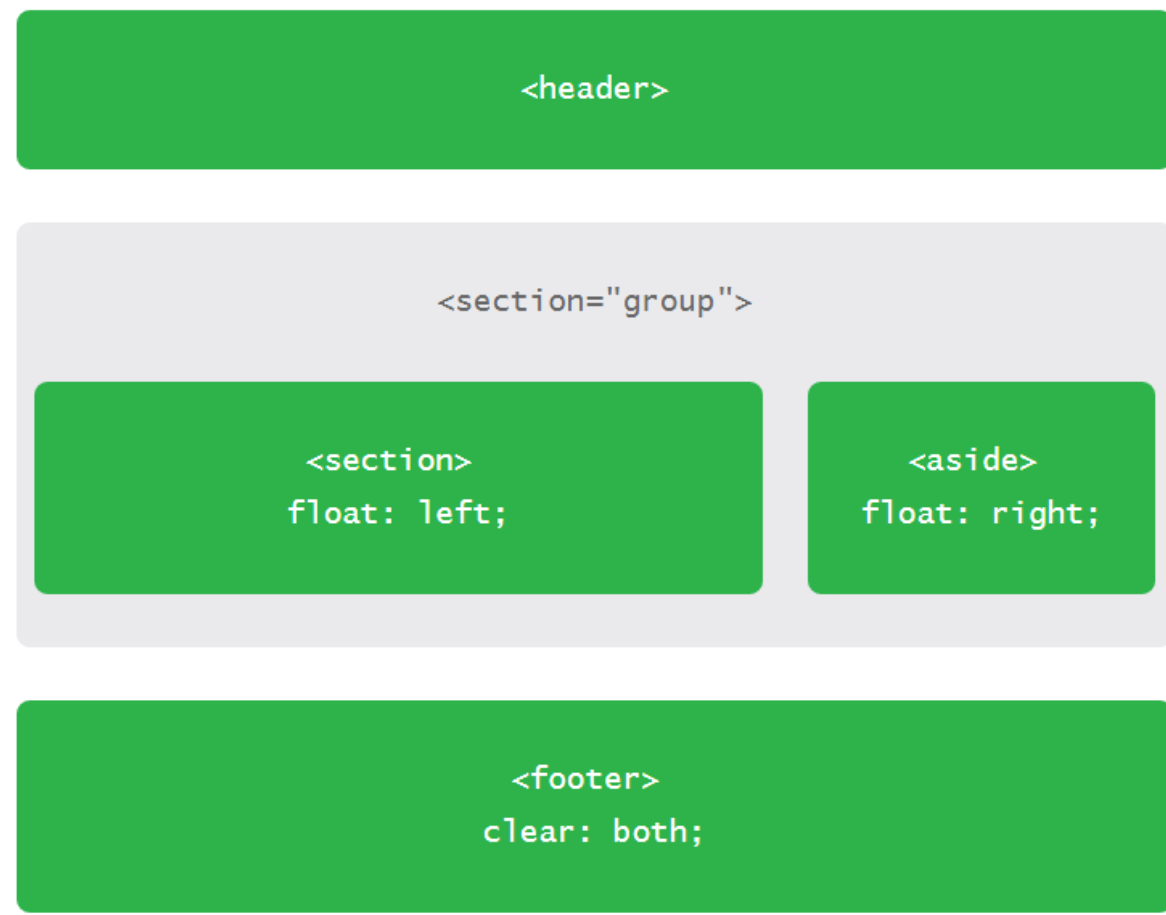 <header>
<section="group">
<section>
float: left;
<aside>
float: right;
<footer>
clear: both;